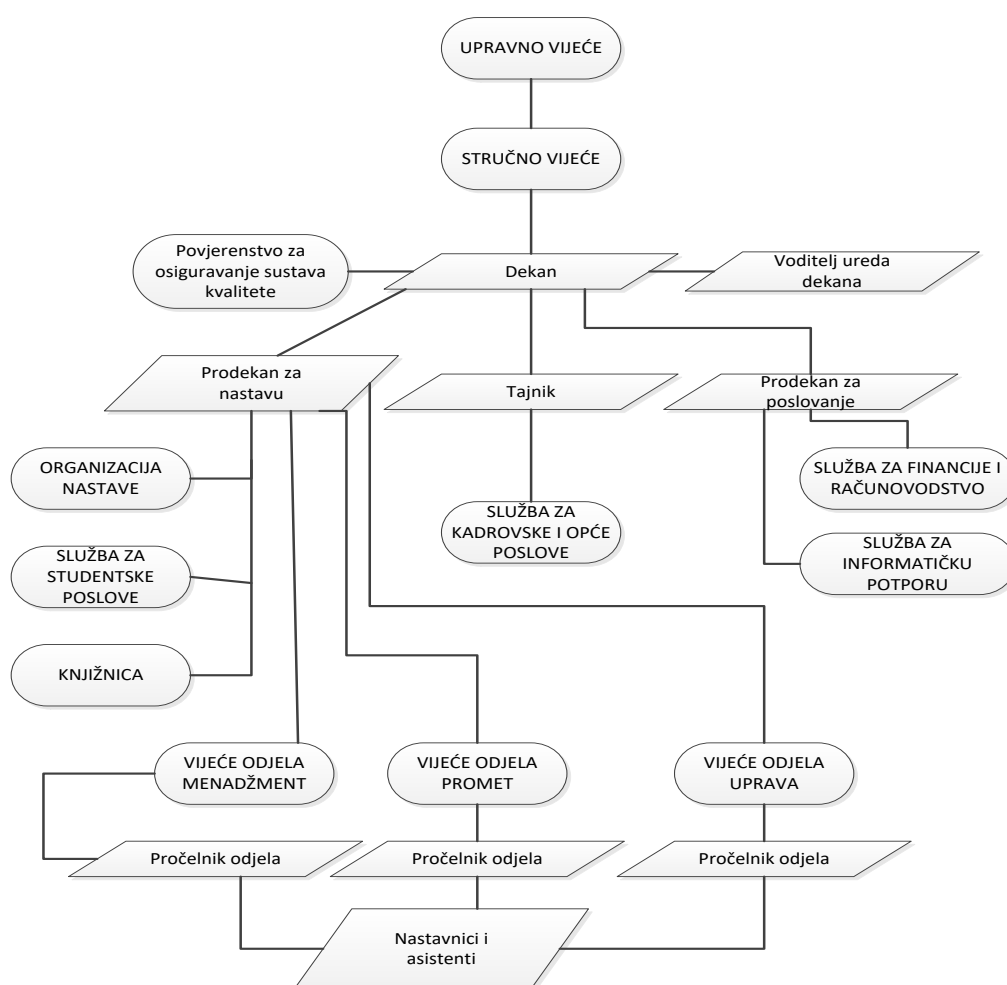 UPRAVNO VIJEĆE
STRUČNO VIJEĆE
Povjerenstvo za
osiguravanje sustava
kvalitete
Dekan
Voditelj ureda
dekana
Prodekan za
nastavu
Tajnik
Prodekan za
poslovanje
ORGANIZACIJA
NASTAVE
SLUŽBA ZA FINANCIJE I
RAČUNOVODSTVO
SLUŽBA ZA
KADROVSKE I OPĆE
POSLOVE
SLUŽBA ZA
STUDENTSKE
POSLOVE
SLUŽBA ZA
INFORMATIČKU
POTPORU
KNJIŽNICA
VIJEĆE ODJELA
MENADŽMENT
VIJEĆE ODJELA
PROMET
VIJEĆE ODJELA
UPRAVA
Pročelnik odjela
Pročelnik odjela
Pročelnik odjela
Nastavnici i
asistenti